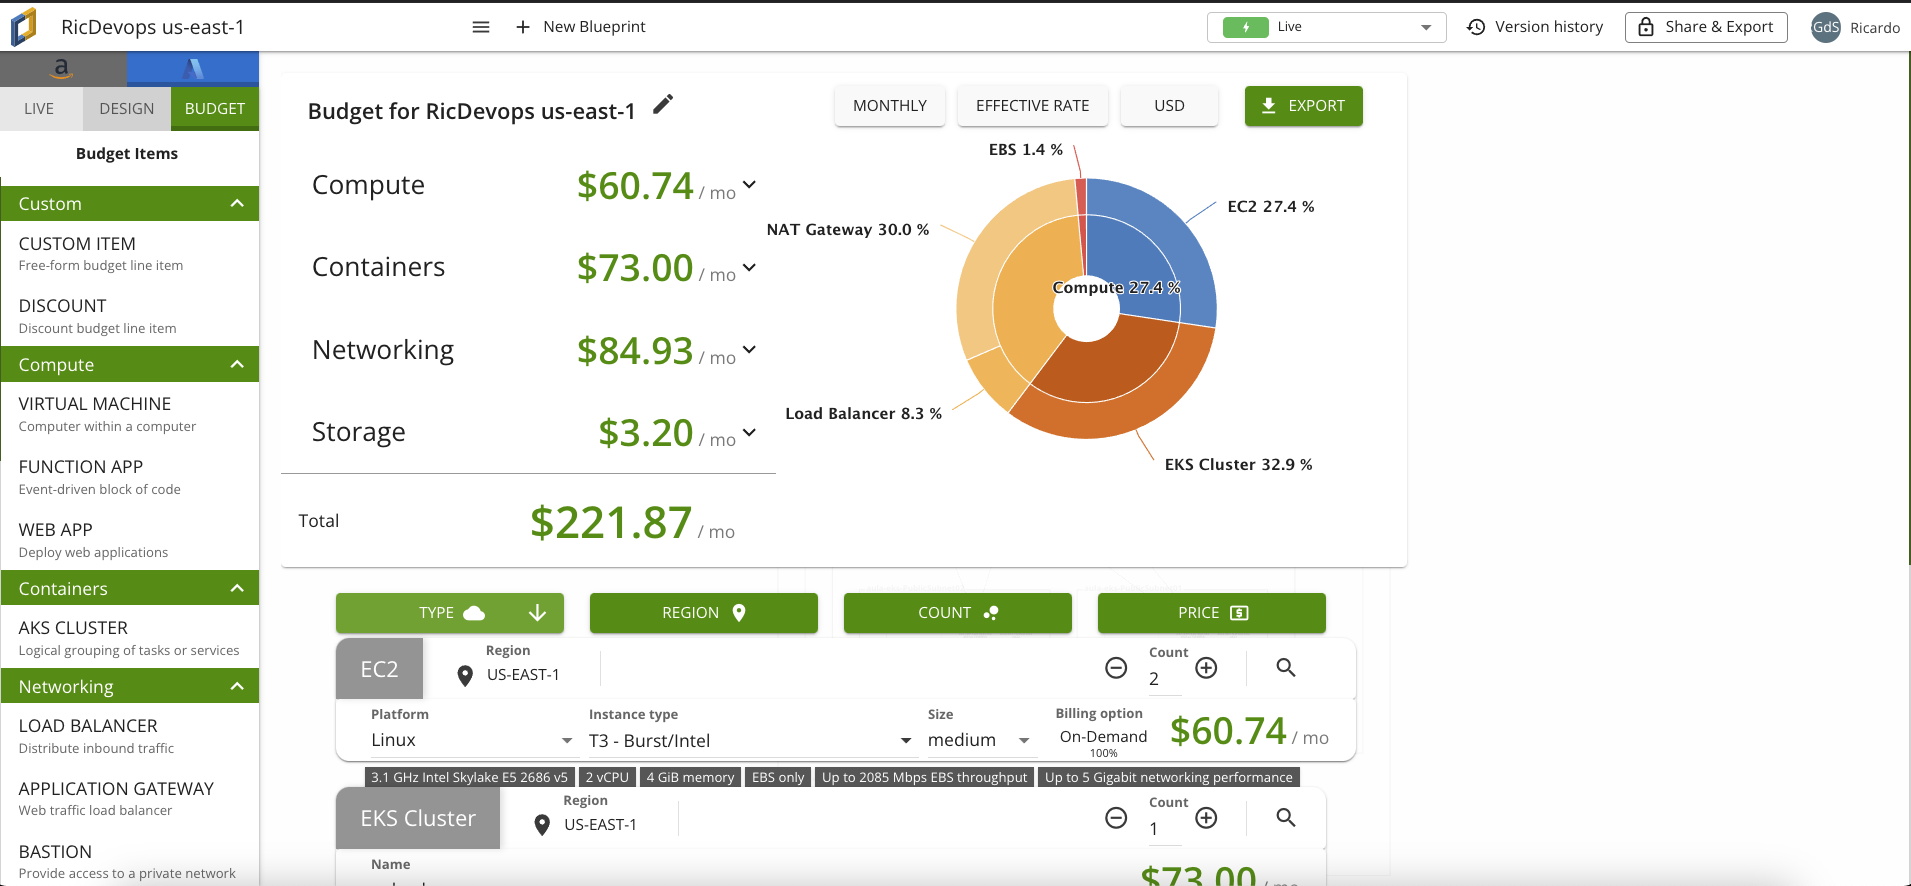 RicDevops us-east-1
+ New Blueprint
Live
Version history
Share & Export
GdS
Ricardo
a
LIVE
DESIGN
BUDGET
Budget Items
Custom
CUSTOM ITEM
Free-form budget line item
DISCOUNT
Discount budget line item
Compute
VIRTUAL MACHINE
Computer within a computer
FUNCTION APP
Event-driven block of code
WEB APP
Deploy web applications
Containers
AKS CLUSTER
Logical grouping of tasks or services
Networking
LOAD BALANCER
Distribute inbound traffic
APPLICATION GATEWAY
Web traffic load balancer
BASTION
Provide access to a private network
Budget for RicDevops us-east-1
MONTHLY
EFFECTIVE RATE
USD
EXPORT
Compute $60.74 / mo
Containers $73.00 / mo
Networking $84.93 / mo
Storage $3.20 / mo
Total $221.87 / mo
EBS 1.4 %
EC2 27.4 %
NAT Gateway 30.0 %
Compute 27.4 %
Load Balancer 8.3 %
EKS Cluster 32.9 %
TYPE
REGION
COUNT
PRICE
EC2
Region
US-EAST-1
Count
2
Platform
Linux
Instance type
T3 - Burst/Intel
Size
medium
Billing option
On-Demand
100%
$60.74 / mo
3.1 GHz Intel Skylake E5 2686 v5
2 vCPU
4 GiB memory
EBS only
Up to 2085 Mbps EBS throughput
Up to 5 Gigabit networking performance
EKS Cluster
Region
US-EAST-1
Count
1
Name
$73.00 / mo